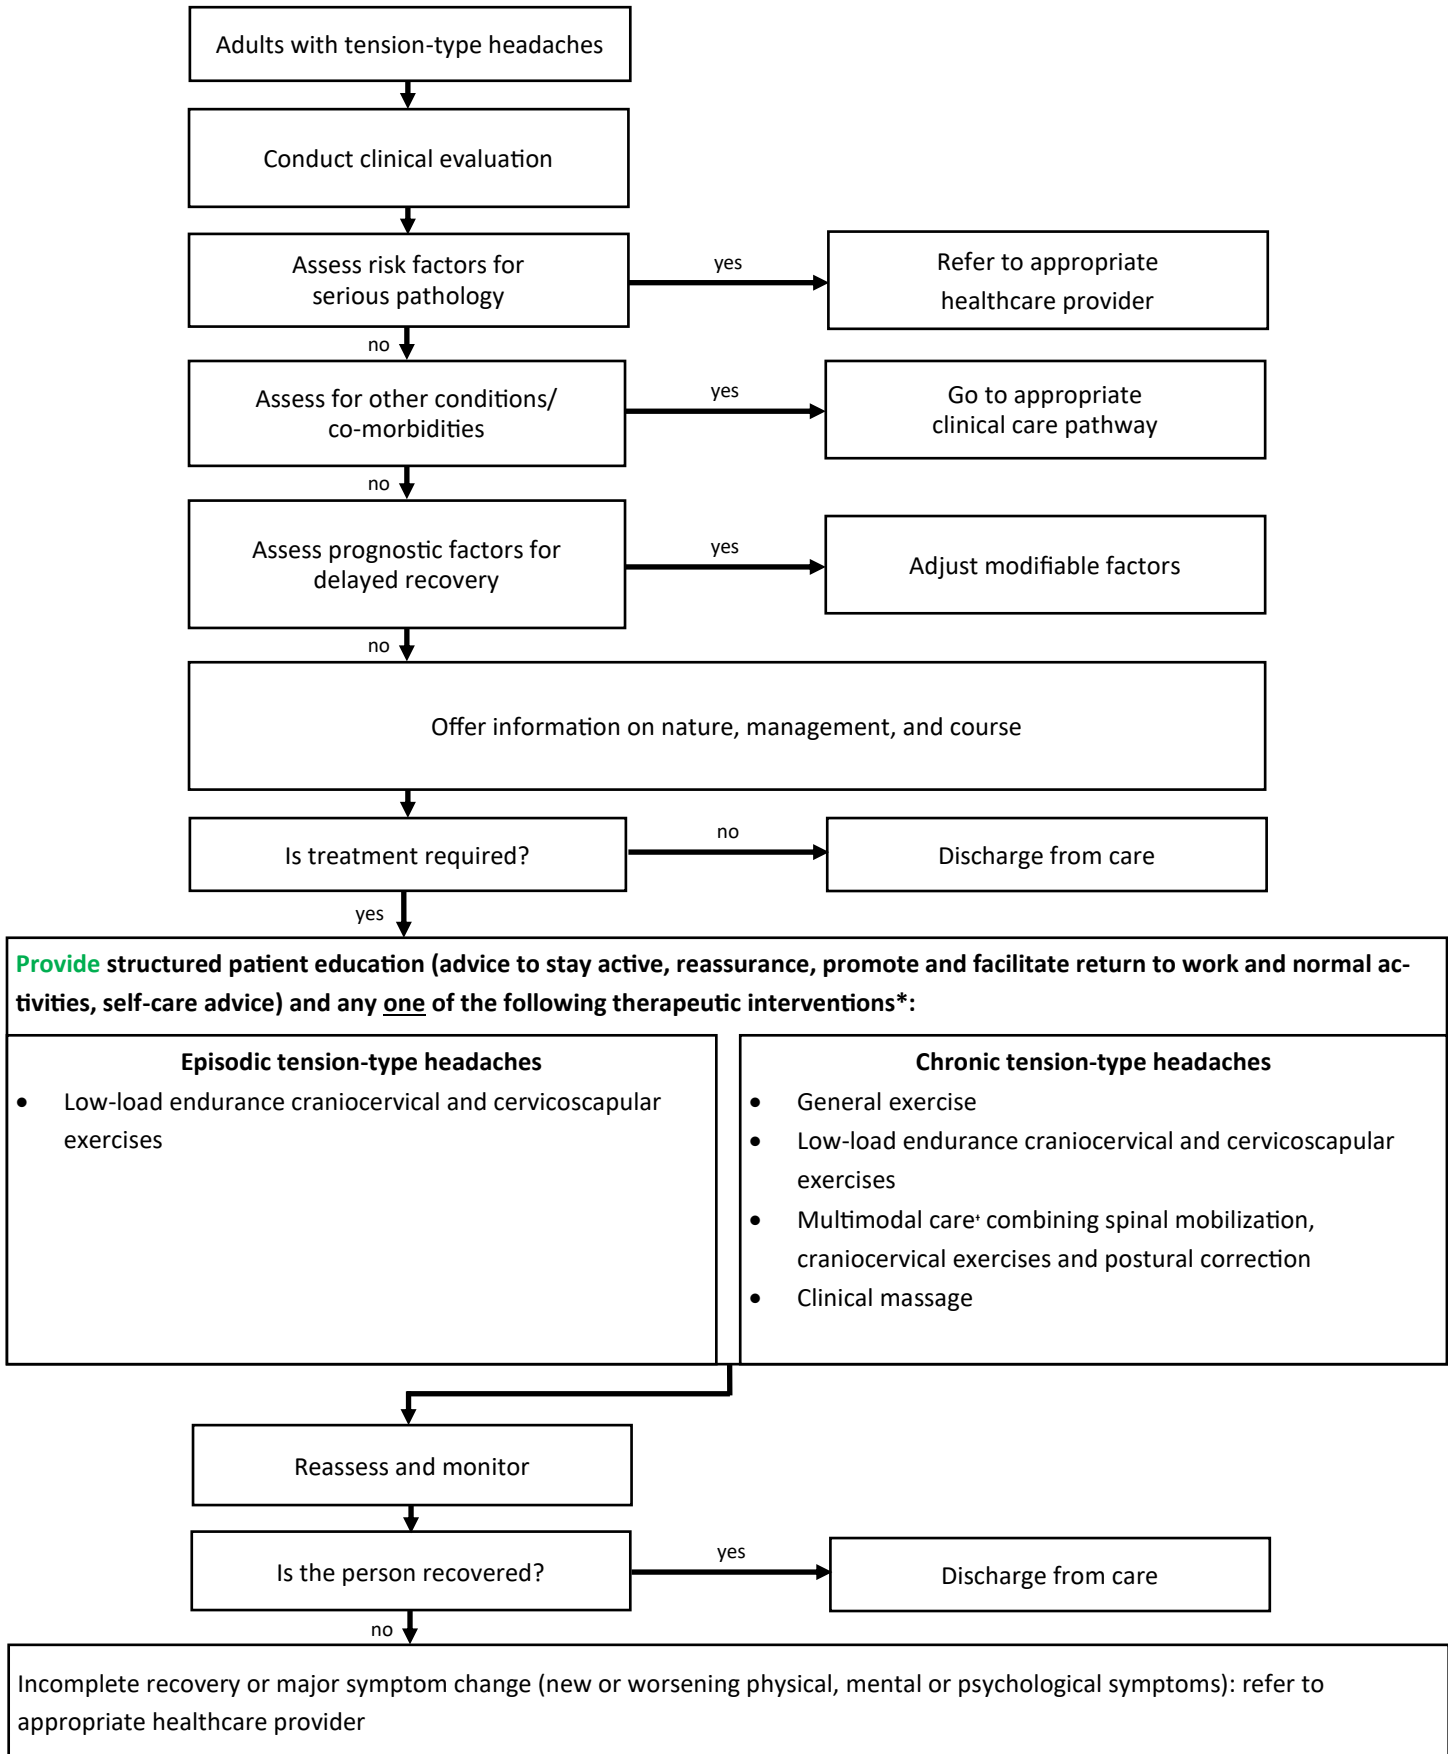 Adults with tension-type headaches
Conduct clinical evaluation
Assess risk factors for
serious pathology
yes
Refer to appropriate
healthcare provider
no
Assess for other conditions/
co-morbidities
yes
Go to appropriate
clinical care pathway
no
Assess prognostic factors for
delayed recovery
yes
Adjust modifiable factors
no
Offer information on nature, management, and course
Is treatment required?
no
Discharge from care
yes
Provide structured patient education (advice to stay active, reassurance, promote and facilitate return to work and normal ac-
tivities, self-care advice) and any one of the following therapeutic interventions*:
Episodic tension-type headaches
• Low-load endurance craniocervical and cervicoscapular
exercises
Chronic tension-type headaches
• General exercise
• Low-load endurance craniocervical and cervicoscapular
exercises
• Multimodal care⁺ combining spinal mobilization,
craniocervical exercises and postural correction
• Clinical massage
Reassess and monitor
Is the person recovered?
yes
Discharge from care
no
Incomplete recovery or major symptom change (new or worsening physical, mental or psychological symptoms): refer to
appropriate healthcare provider